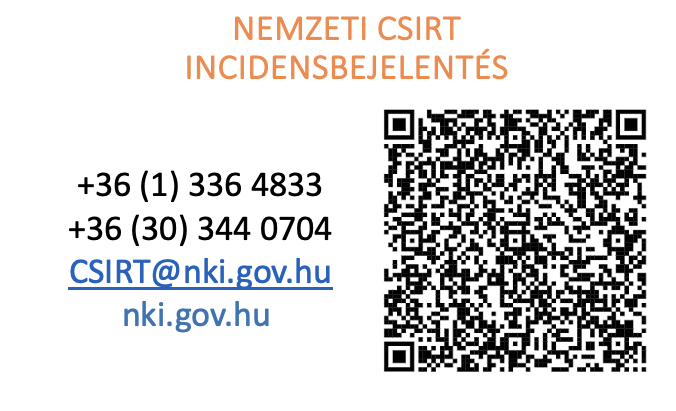 NEMZETI CSIRT
INCIDENSBEJELENTÉS
+36 (1) 336 4833
+36 (30) 344 0704
CSIRT@nki.gov.hu
nki.gov.hu